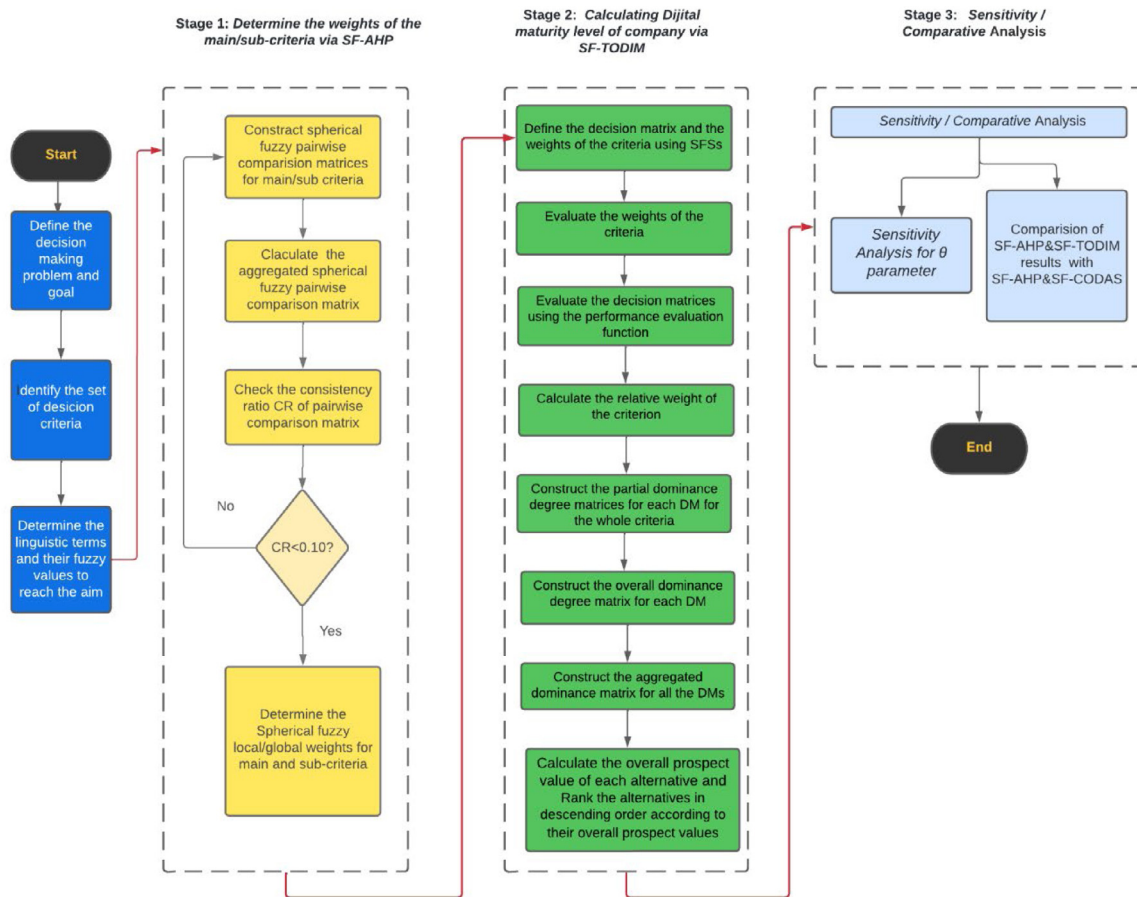 Stage 1: Determine the weights of the
main/sub-criteria via SF-AHP
Stage 2: Calculating Dijital
maturity level of company via
SF-TODIM
Stage 3: Sensitivity /
Comparative Analysis
Start
Define the
decision
making
problem and
goal
Identify the set
of desicion
criteria
Determine the
linguistic terms
and their fuzzy
values to
reach the aim
Constract spherical
fuzzy pairwise
comparision matrices
for main/sub criteria
Claculate the
aggregated spherical
fuzzy pairwise
comparison matrix
Check the consistency
ratio CR of pairwise
comparison matrix
No
CR<0.10?
Yes
Determine the
Spherical fuzzy
local/global weights for
main and sub-criteria
Define the decision matrix and the
weights of the criteria using SFSs
Evaluate the weights of the
criteria
Evaluate the decision matrices
using the performance evaluation
function
Calculate the relative weight of
the criterion
Construct the partial dominance
degree matrices for each DM for
the whole criteria
Construct the overall dominance
degree matrix for each DM
Construct the aggregated
dominance matrix for all the DMs
Calculate the overall prospect
value of each alternative and
Rank the alternatives in
descending order according to
their overall prospect values
Sensitivity / Comparative Analysis
Sensitivity
Analysis for θ
parameter
Comparision of
SF-AHP&SF-TODIM
results with
SF-AHP&SF-CODAS
End